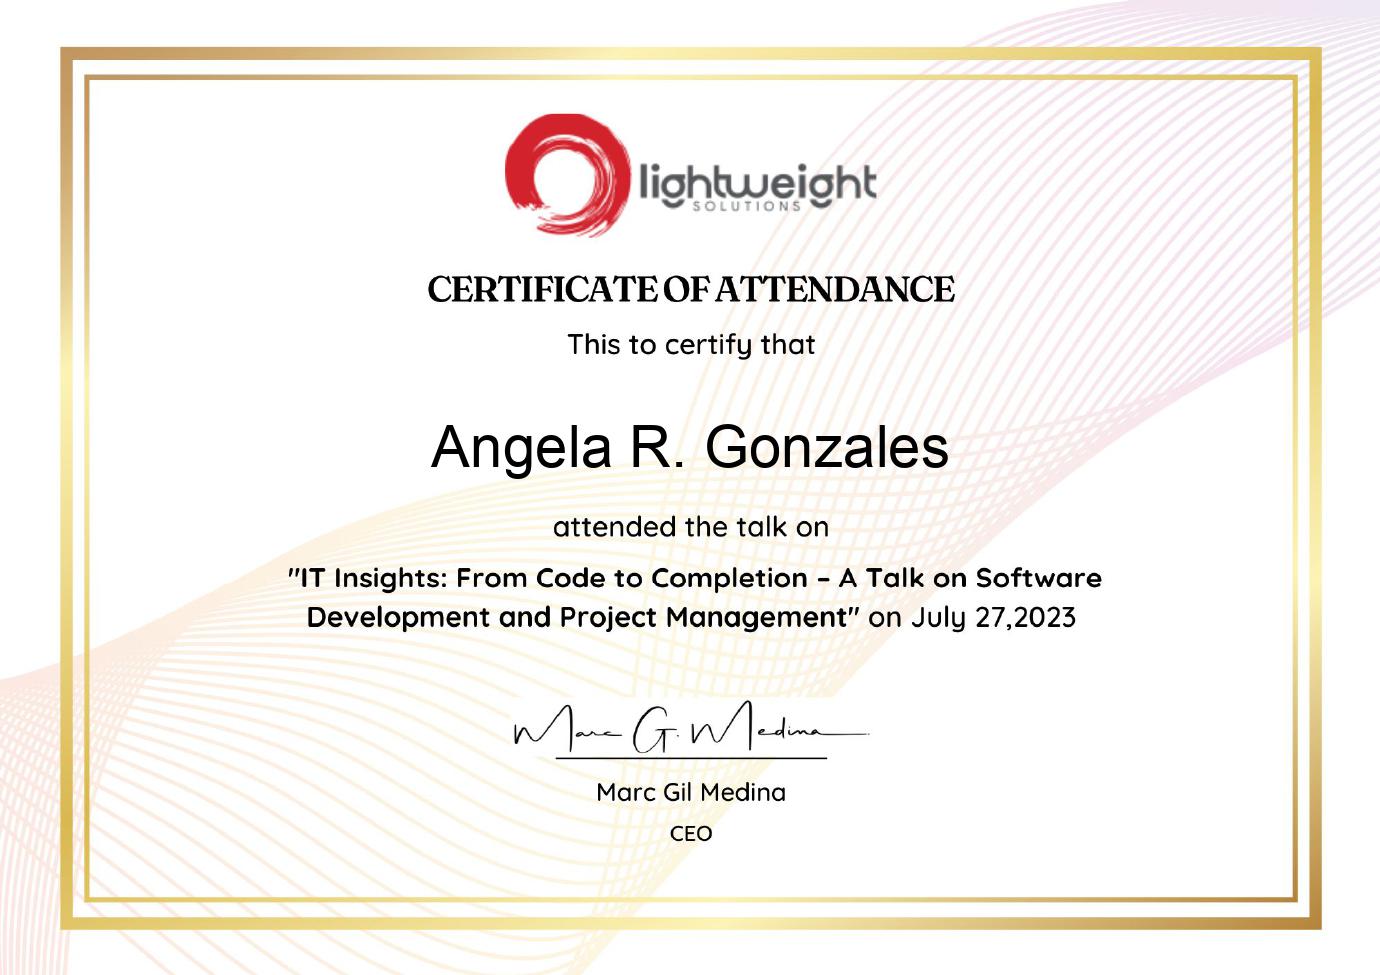 lightweight
SOLUTIONS
CERTIFICATE OF ATTENDANCE
This to certify that
Angela R. Gonzales
attended the talk on
"IT Insights: From Code to Completion – A Talk on Software
Development and Project Management" on July 27,2023
Marc G. Medina
Marc Gil Medina
CEO